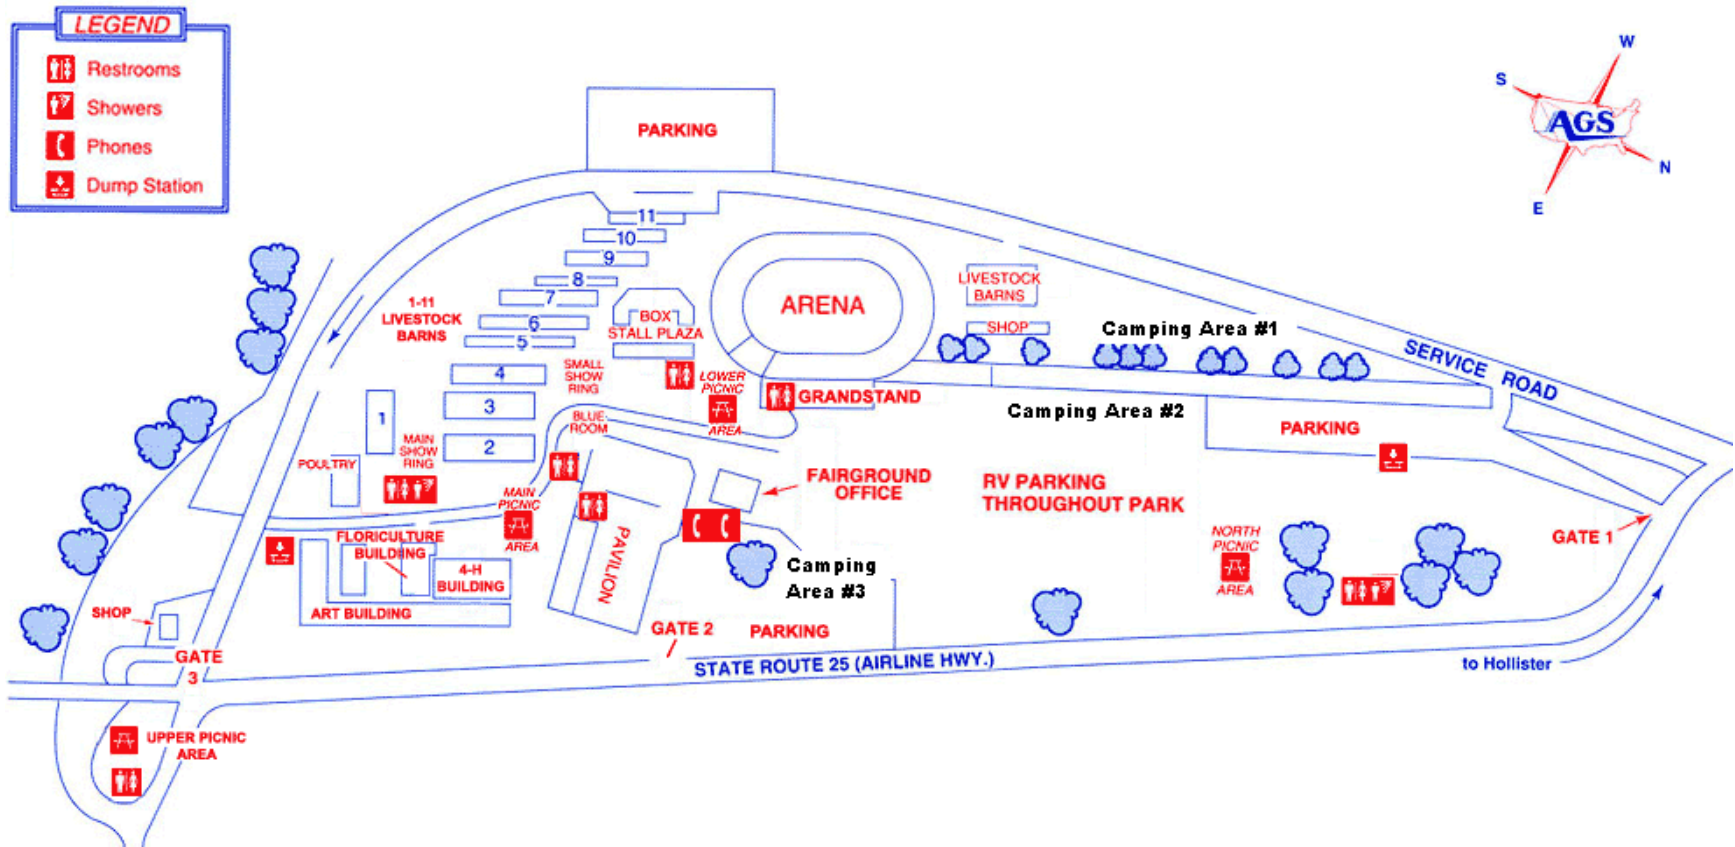 LEGEND
Restrooms
Showers
Phones
Dump Station
W
S
AGS
N
E
PARKING
11
10
9
8
7
6
5
4
3
2
1
1-11
LIVESTOCK
BARNS
BOX
STALL PLAZA
ARENA
LIVESTOCK
BARNS
SHOP
Camping Area #1
SERVICE ROAD
SMALL
SHOW
RING
LOWER
PICNIC
AREA
GRANDSTAND
Camping Area #2
PARKING
BLUE
ROOM
MAIN
SHOW
RING
POULTRY
FAIRGROUND
OFFICE
RV PARKING
THROUGHOUT PARK
MAIN
PICNIC
AREA
PAVILION
NORTH
PICNIC
AREA
GATE 1
FLORICULTURE
BUILDING
4-H
BUILDING
ART BUILDING
Camping
Area #3
SHOP
GATE 2
PARKING
GATE
3
STATE ROUTE 25 (AIRLINE HWY.)
to Hollister
UPPER PICNIC
AREA